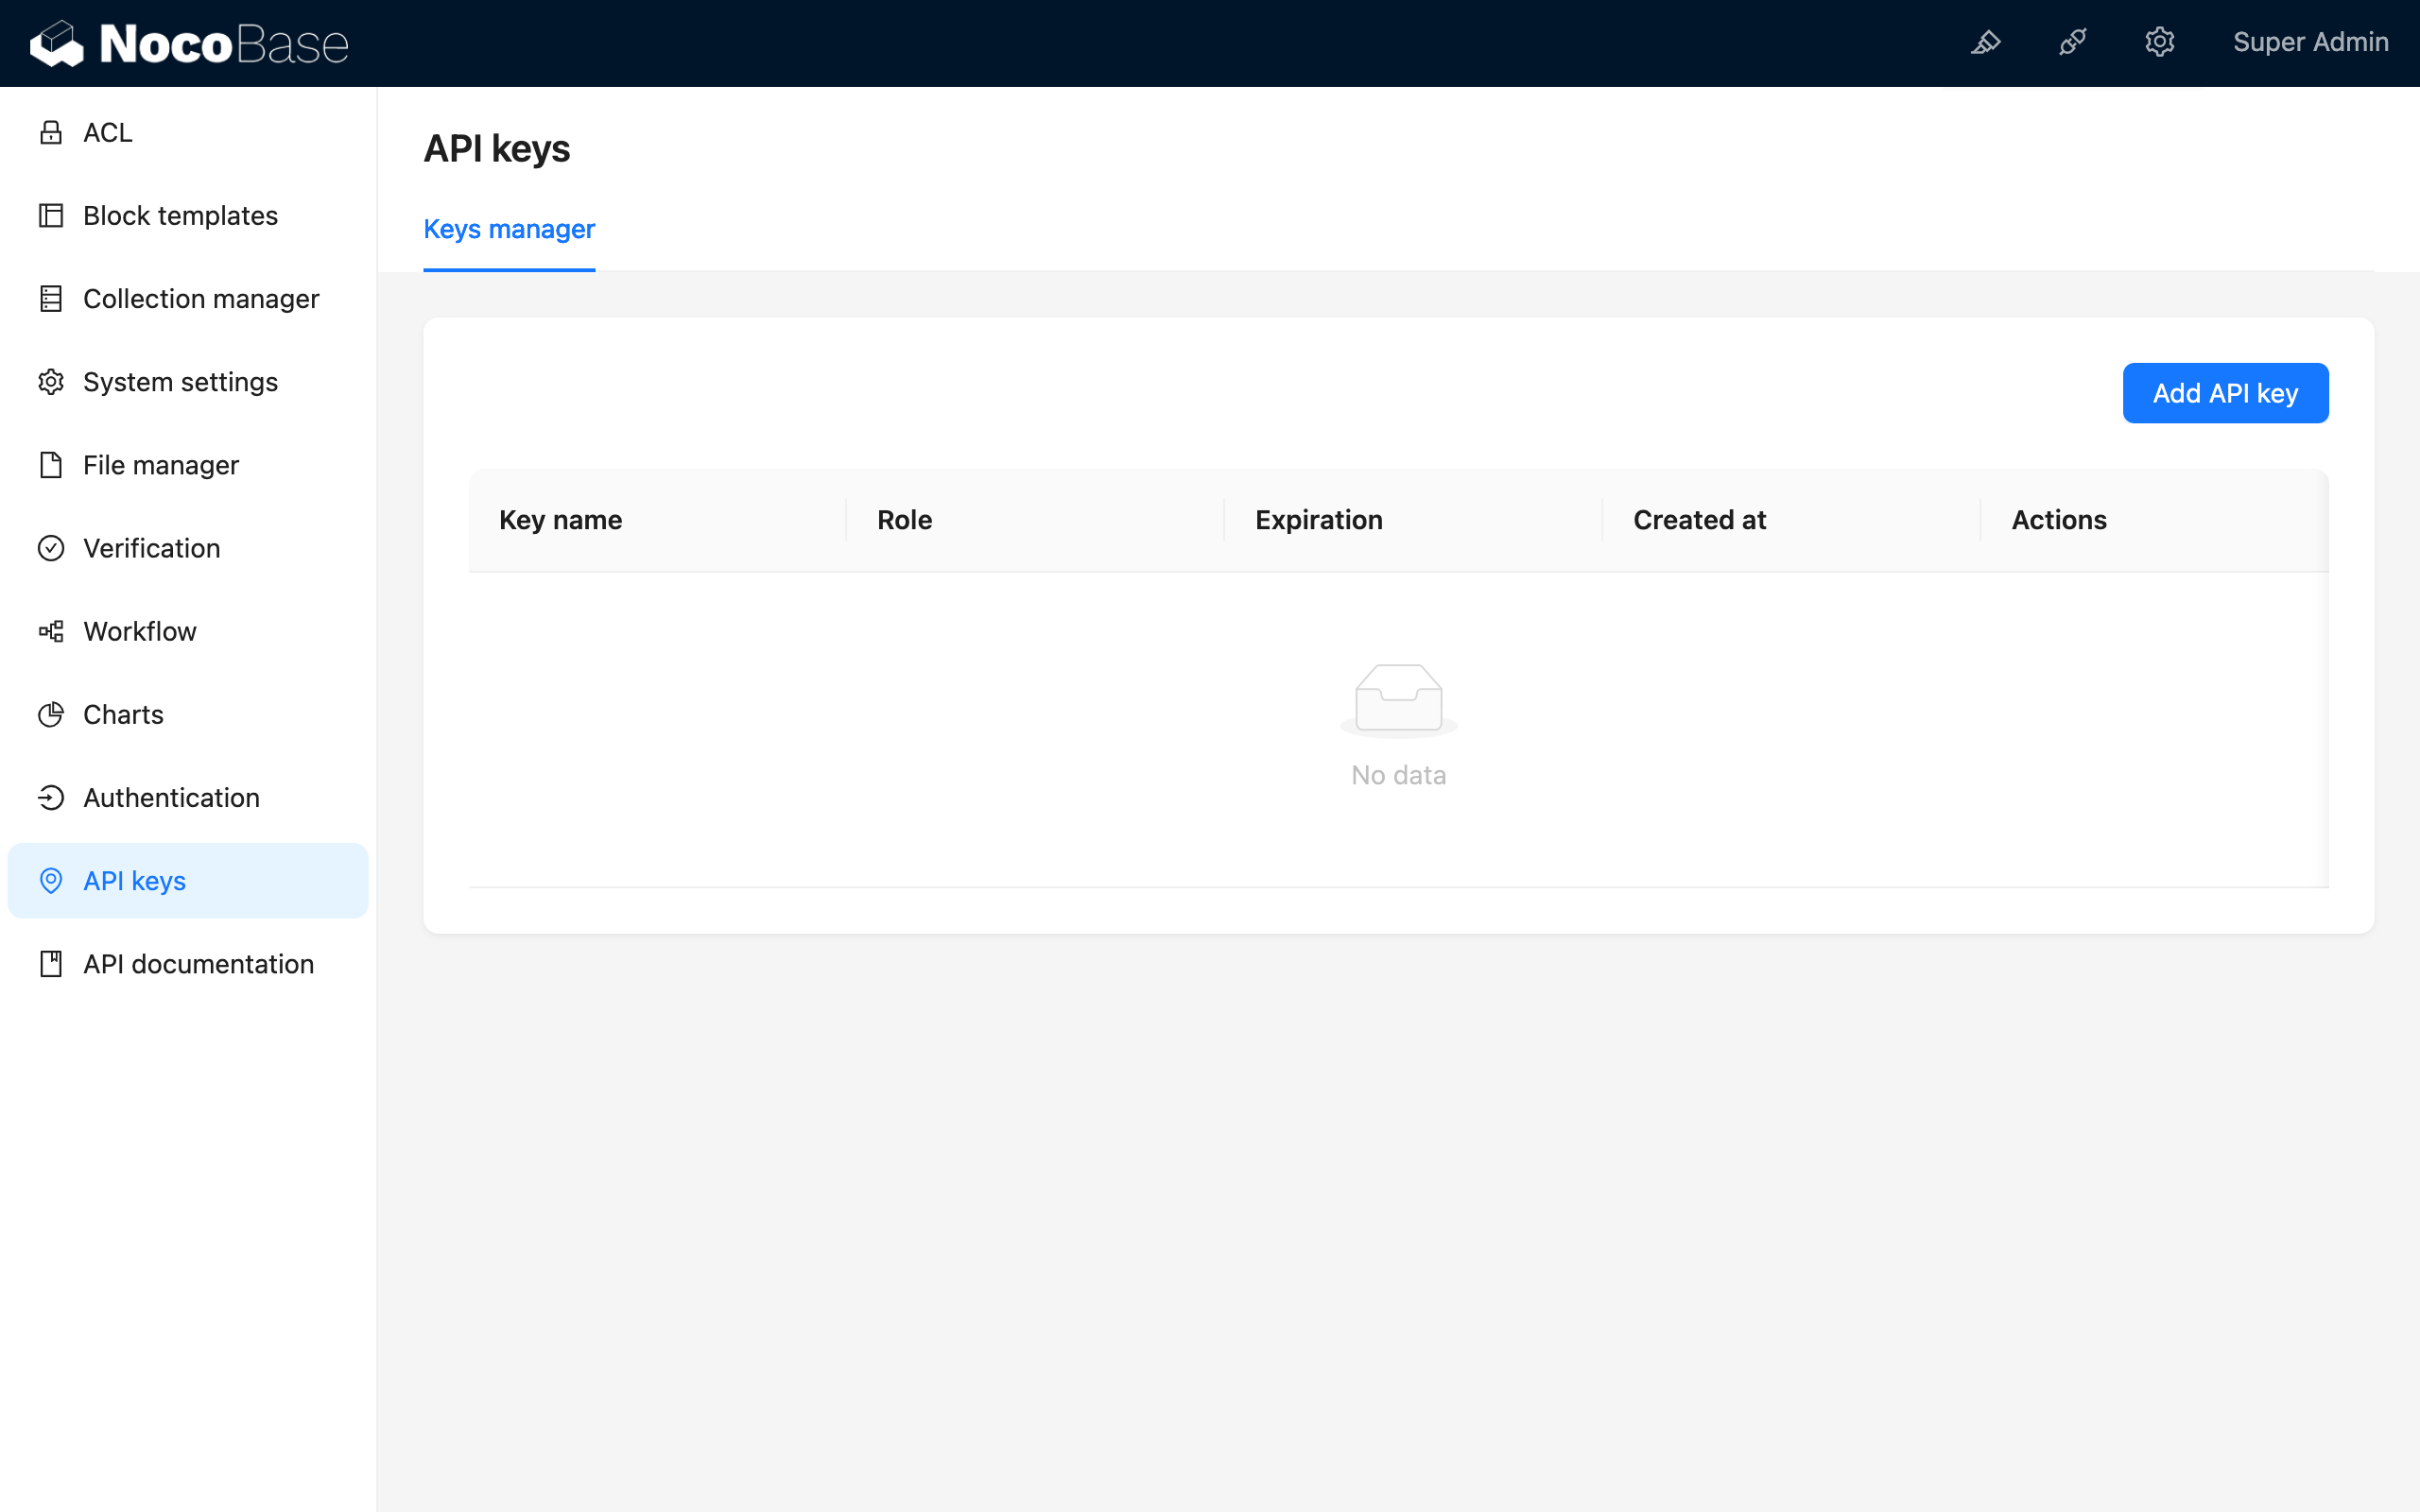 NocoBase
Super Admin
ACL
Block templates
Collection manager
System settings
File manager
Verification
Workflow
Charts
Authentication
API keys
API documentation
API keys
Keys manager
Add API key
Key name Role Expiration Created at Actions
No data